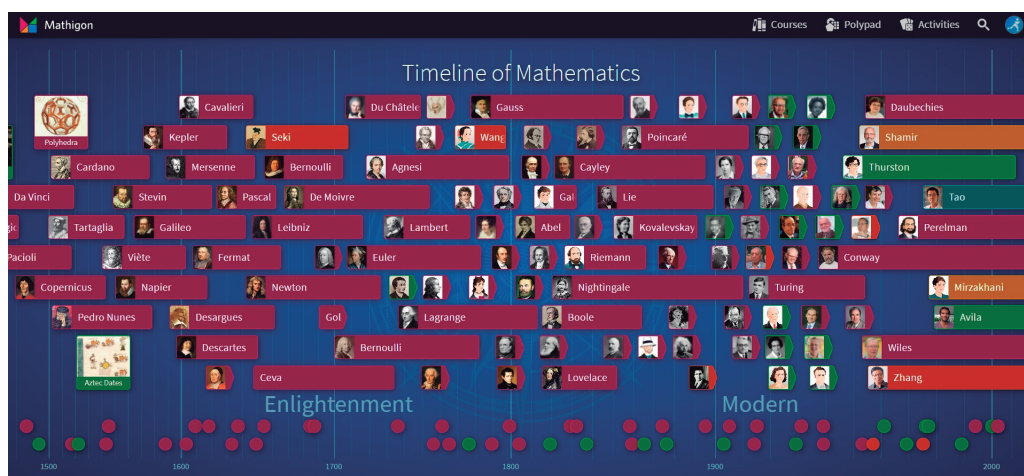 Mathigon
Courses
Polypad
Activities
Timeline of Mathematics
Polyhedra
Cavalieri
Du Châtele
Gauss
Daubechies
Kepler
Seki
Wang
Poincaré
Shamir
Cardano
Mersenne
Bernoulli
Agnesi
Cayley
Thurston
Da Vinci
Stevin
Pascal
De Moivre
Gal
Lie
Tao
Tartaglia
Galileo
Leibniz
Lambert
Abel
Kovalevskay
Perelman
Pacioli
Viète
Fermat
Euler
Riemann
Conway
Copernicus
Napier
Newton
Nightingale
Turing
Mirzakhani
Pedro Nunes
Desargues
Gol
Lagrange
Boole
Avila
Aztec Dates
Descartes
Bernoulli
Wiles
Ceva
Lovelace
Zhang
Enlightenment
Modern
1500
1600
1700
1800
1900
2000